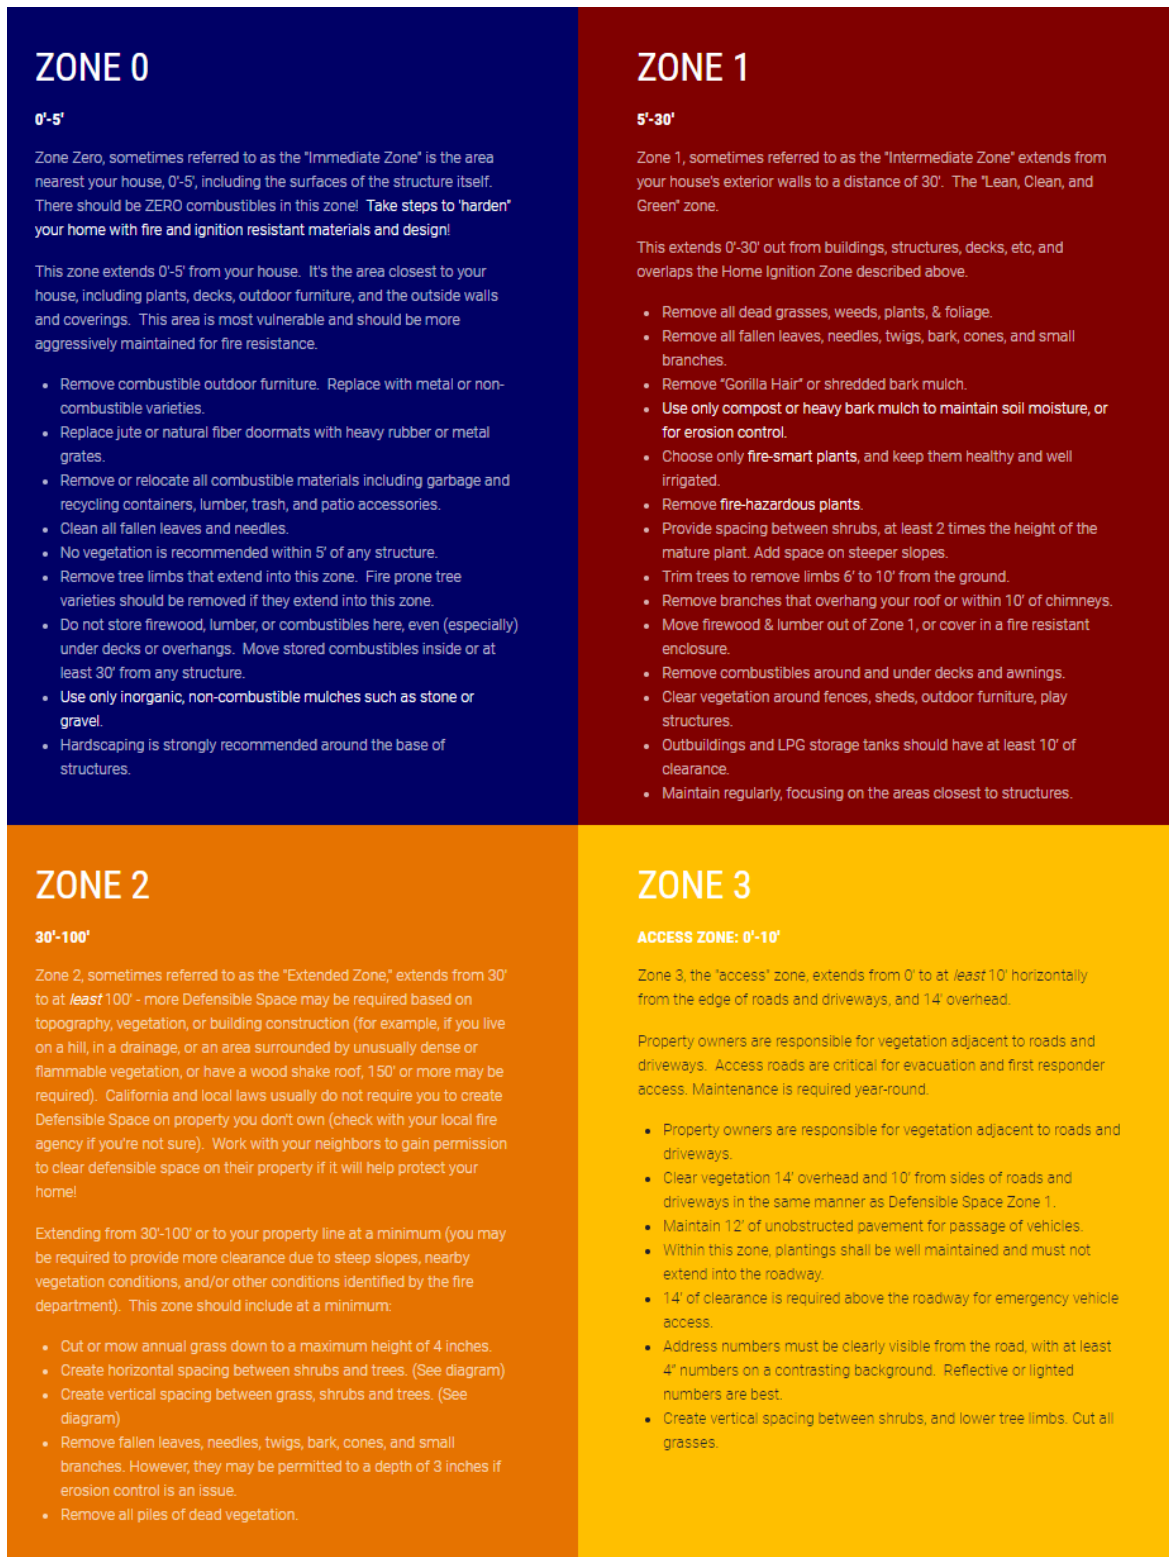 ZONE 0
0'-5'
Zone Zero, sometimes referred to as the "Immediate Zone" is the area
nearest your house, 0'-5', including the surfaces of the structure itself.
There should be ZERO combustibles in this zone!  Take steps to 'harden"
your home with fire and ignition resistant materials and design!
This zone extends 0'-5' from your house.  It's the area closest to your
house, including plants, decks, outdoor furniture, and the outside walls
and coverings.  This area is most vulnerable and should be more
aggressively maintained for fire resistance.
• Remove combustible outdoor furniture.  Replace with metal or non-
combustible varieties.
• Replace jute or natural fiber doormats with heavy rubber or metal
grates.
• Remove or relocate all combustible materials including garbage and
recycling containers, lumber, trash, and patio accessories.
• Clean all fallen leaves and needles.
• No vegetation is recommended within 5' of any structure.
• Remove tree limbs that extend into this zone.  Fire prone tree
varieties should be removed if they extend into this zone.
• Do not store firewood, lumber, or combustibles here, even (especially)
under decks or overhangs.  Move stored combustibles inside or at
least 30' from any structure.
• Use only inorganic, non-combustible mulches such as stone or
gravel.
• Hardscaping is strongly recommended around the base of
structures.
ZONE 1
5'-30'
Zone 1, sometimes referred to as the "Intermediate Zone" extends from
your house's exterior walls to a distance of 30'.  The "Lean, Clean, and
Green" zone.
This extends 0'-30' out from buildings, structures, decks, etc, and
overlaps the Home Ignition Zone described above.
• Remove all dead grasses, weeds, plants, & foliage.
• Remove all fallen leaves, needles, twigs, bark, cones, and small
branches.
• Remove “Gorilla Hair” or shredded bark mulch.
• Use only compost or heavy bark mulch to maintain soil moisture, or
for erosion control.
• Choose only fire-smart plants, and keep them healthy and well
irrigated.
• Remove fire-hazardous plants.
• Provide spacing between shrubs, at least 2 times the height of the
mature plant. Add space on steeper slopes.
• Trim trees to remove limbs 6’ to 10’ from the ground.
• Remove branches that overhang your roof or within 10’ of chimneys.
• Move firewood & lumber out of Zone 1, or cover in a fire resistant
enclosure.
• Remove combustibles around and under decks and awnings.
• Clear vegetation around fences, sheds, outdoor furniture, play
structures.
• Outbuildings and LPG storage tanks should have at least 10’ of
clearance.
• Maintain regularly, focusing on the areas closest to structures.
ZONE 2
30'-100'
Zone 2, sometimes referred to as the "Extended Zone," extends from 30'
to at least 100' - more Defensible Space may be required based on
topography, vegetation, or building construction (for example, if you live
on a hill, in a drainage, or an area surrounded by unusually dense or
flammable vegetation, or have a wood shake roof, 150' or more may be
required).  California and local laws usually do not require you to create
Defensible Space on property you don't own (check with your local fire
agency if you're not sure).  Work with your neighbors to gain permission
to clear defensible space on their property if it will help protect your
home!
Extending from 30'-100' or to your property line at a minimum (you may
be required to provide more clearance due to steep slopes, nearby
vegetation conditions, and/or other conditions identified by the fire
department).  This zone should include at a minimum:
• Cut or mow annual grass down to a maximum height of 4 inches.
• Create horizontal spacing between shrubs and trees. (See diagram)
• Create vertical spacing between grass, shrubs and trees. (See
diagram)
• Remove fallen leaves, needles, twigs, bark, cones, and small
branches. However, they may be permitted to a depth of 3 inches if
erosion control is an issue.
• Remove all piles of dead vegetation.
ZONE 3
ACCESS ZONE: 0'-10'
Zone 3, the "access" zone, extends from 0' to at least 10' horizontally
from the edge of roads and driveways, and 14' overhead.
Property owners are responsible for vegetation adjacent to roads and
driveways.  Access roads are critical for evacuation and first responder
access. Maintenance is required year-round.
• Property owners are responsible for vegetation adjacent to roads and
driveways.
• Clear vegetation 14’ overhead and 10’ from sides of roads and
driveways in the same manner as Defensible Space Zone 1.
• Maintain 12’ of unobstructed pavement for passage of vehicles.
• Within this zone, plantings shall be well maintained and must not
extend into the roadway.
• 14’ of clearance is required above the roadway for emergency vehicle
access.
• Address numbers must be clearly visible from the road, with at least
4” numbers on a contrasting background.  Reflective or lighted
numbers are best.
• Create vertical spacing between shrubs, and lower tree limbs. Cut all
grasses.